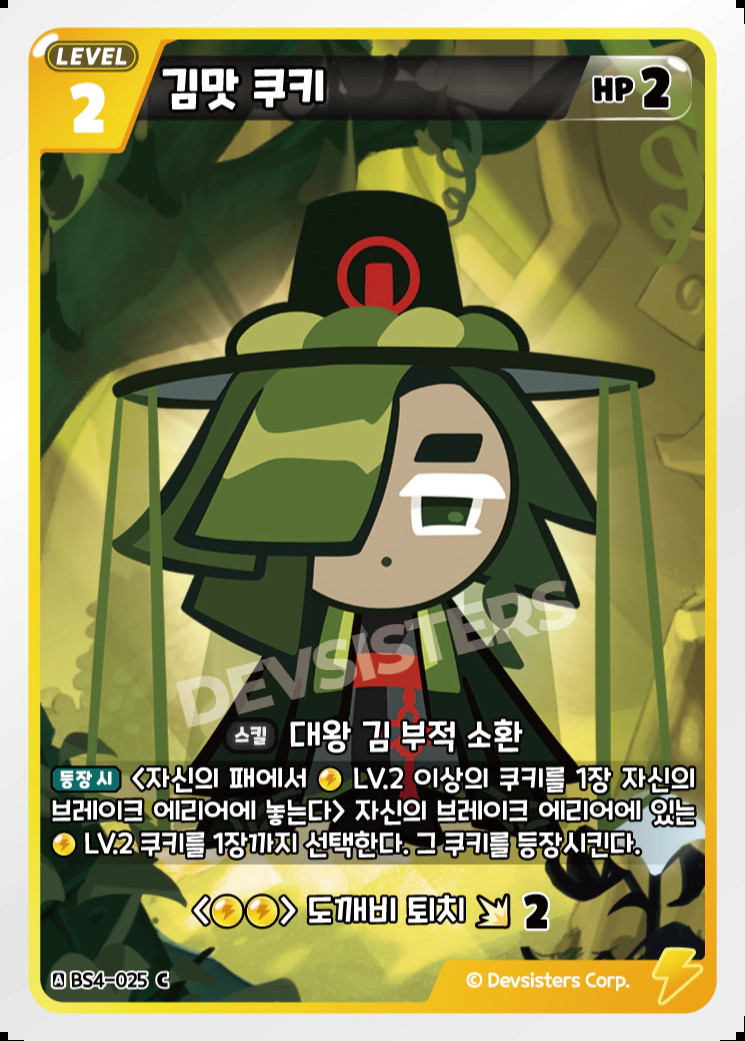 LEVEL
2
김맛 쿠키
HP 2
DEVSISTERS
스킬 대왕 김 부적 소환
등장 시 <자신의 패에서 LV.2 이상의 쿠키를 1장 자신의
브레이크 에리어에 놓는다> 자신의 브레이크 에리어에 있는
LV.2 쿠키를 1장까지 선택한다. 그 쿠키를 등장시킨다.
< > 도깨비 퇴치 2
A BS4-025 C
© Devsisters Corp.